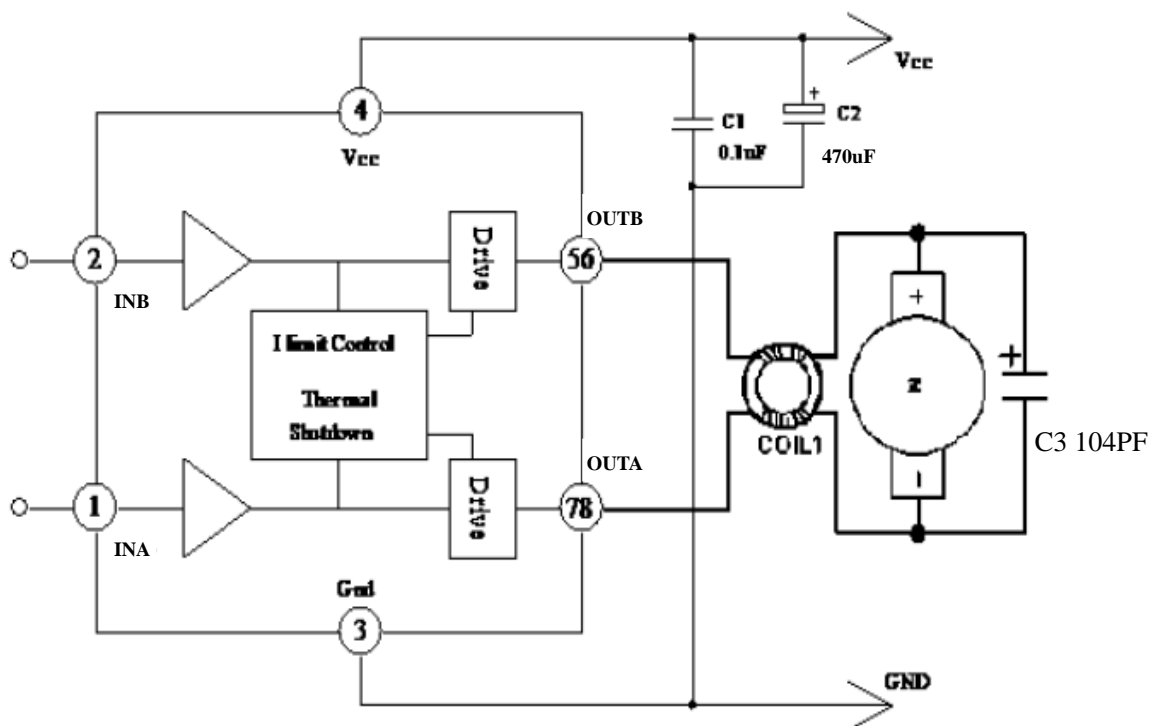 Vcc
4
Vcc
+
C1
0.1uF
C2
470uF
OUTB
2
INB
Drive
56
I limit Control
Thermal
Shutdown
+
z
+
COIL1
C3 104PF
OUTA
1
INA
Drive
78
-
Gnd
3
GND